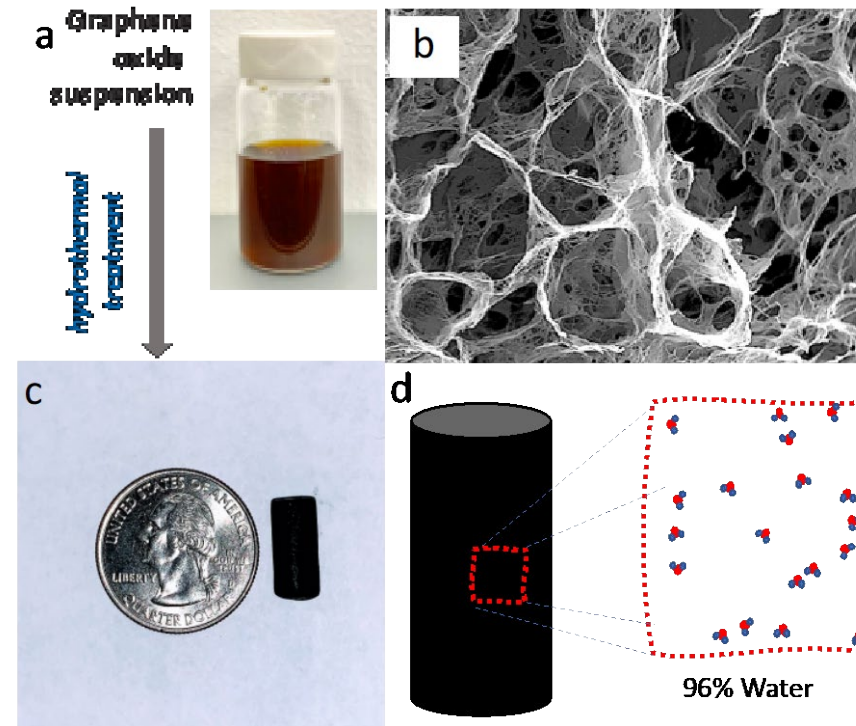 a
Graphene
oxide
suspension
hydrothermal
treatment
b
c
UNITED STATES OF AMERICA
LIBERTY
QUARTER DOLLAR
d
96% Water